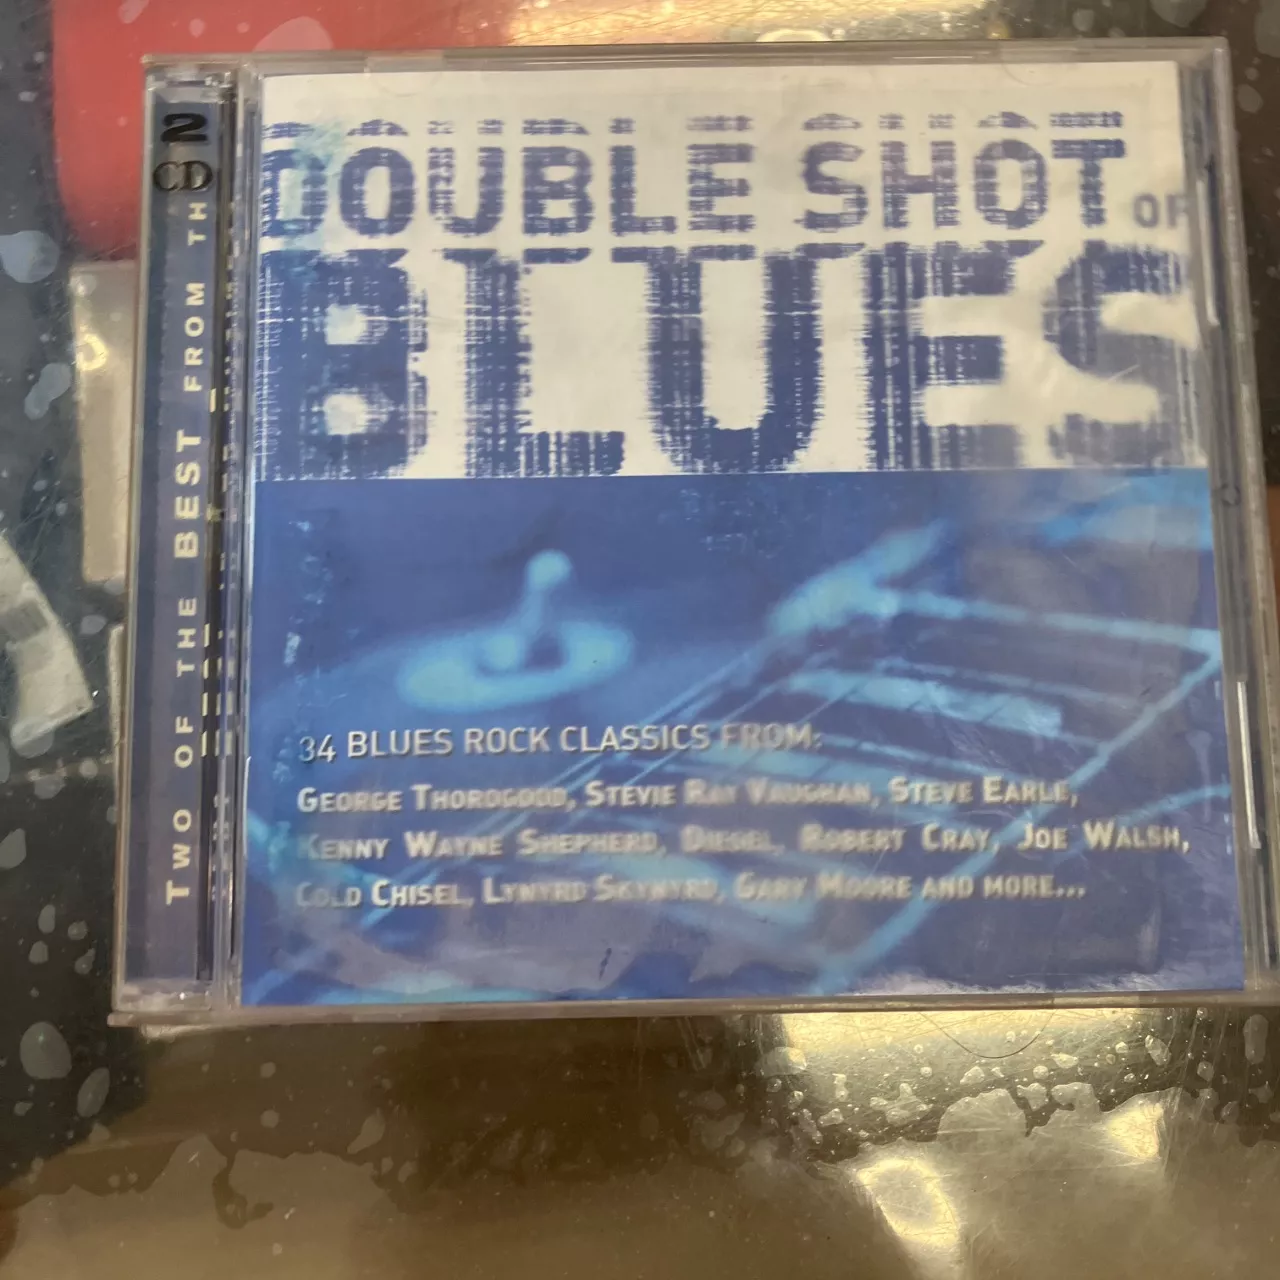 2
CD
TWO OF THE BEST FROM TH
DOUBLE SHOT OF
BLUES
34 BLUES ROCK CLASSICS FROM:
GEORGE THOROGOOD, STEVIE RAY VAUGHAN, STEVE EARLE,
KENNY WAYNE SHEPHERD, DIESEL, ROBERT CRAY, JOE WALSH,
COLD CHISEL, LYNYRD SKYNYRD, GARY MOORE AND MORE...